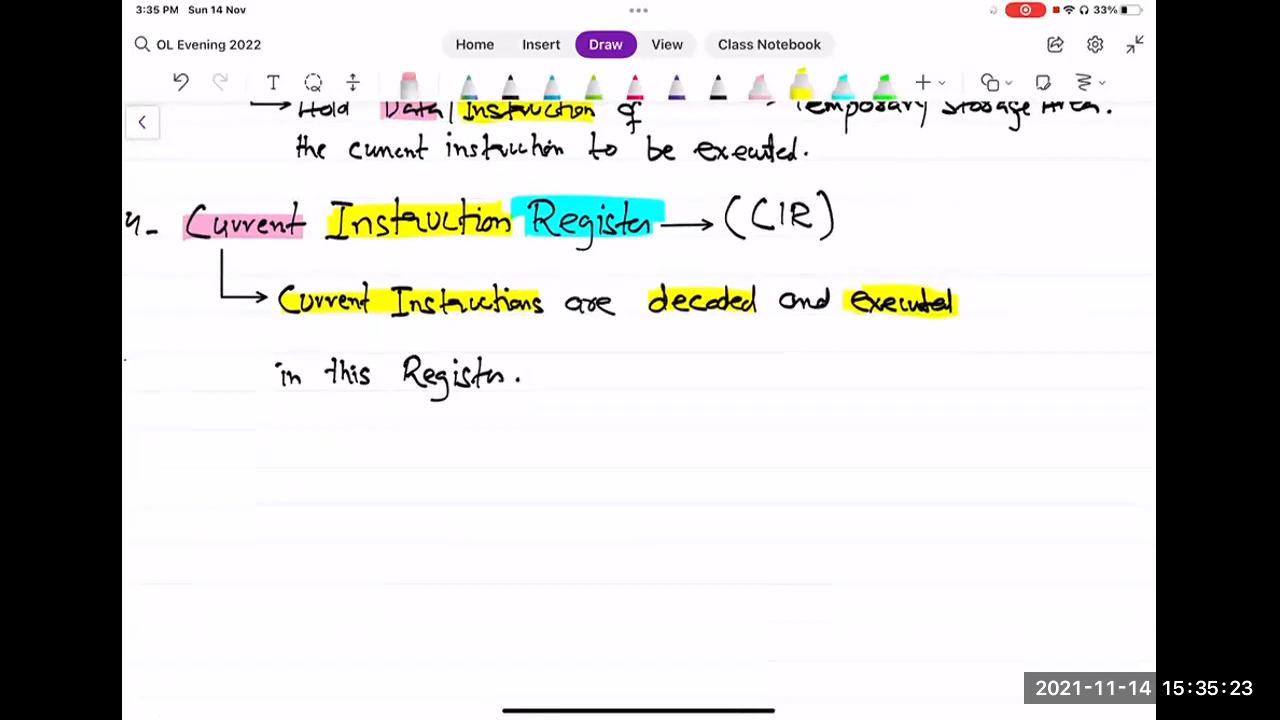 3:35 PM Sun 14 Nov
33%
OL Evening 2022
Home Insert Draw View Class Notebook
T
→ Hold Data/Instruction of
- Temporary Storage Area.
the current instruction to be executed.
4- Current Instruction Register → (CIR)
→ Current Instructions are decoded and executed
in this Register.
2021-11-14 15:35:23